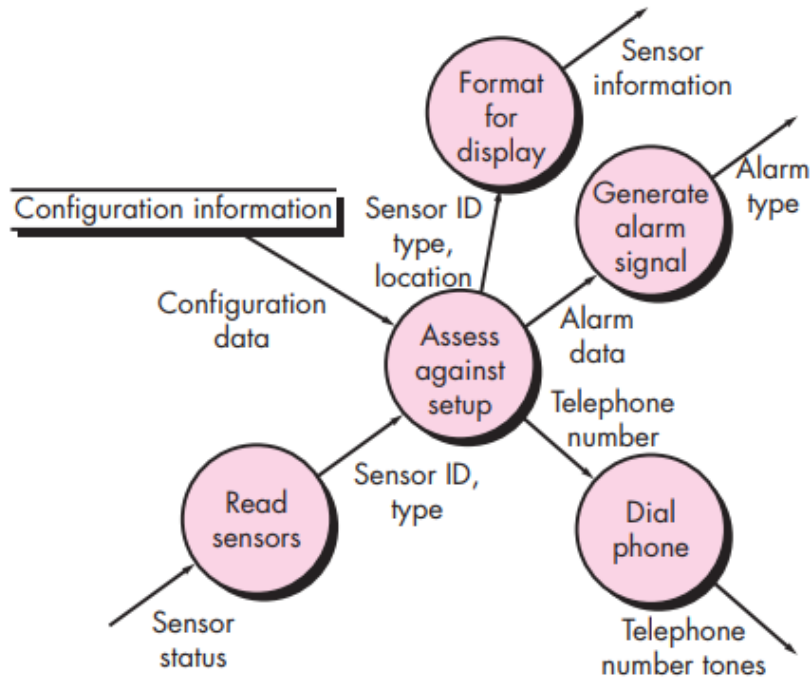 Format
for
display
Sensor
information
Generate
alarm
signal
Alarm
type
Configuration information
Sensor ID
type,
location
Configuration
data
Assess
against
setup
Alarm
data
Telephone
number
Read
sensors
Sensor ID,
type
Dial
phone
Sensor
status
Telephone
number tones